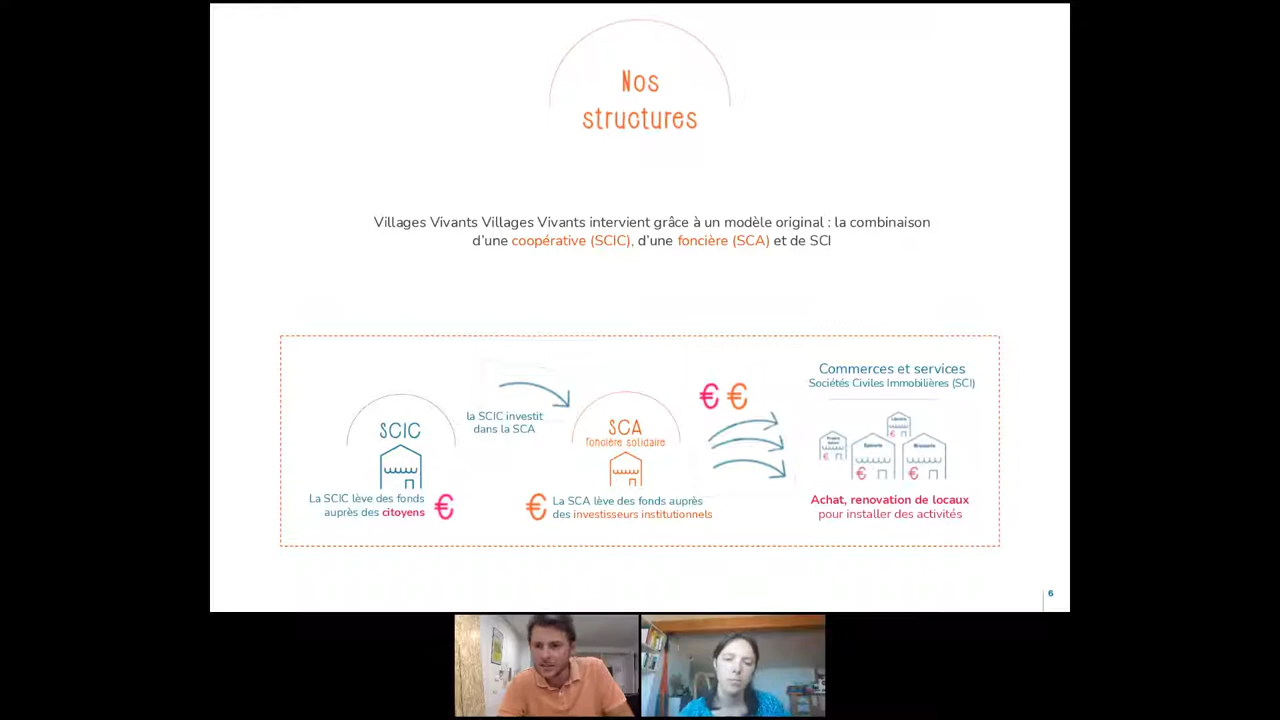 Nos
structures
Villages Vivants Villages Vivants intervient grâce à un modèle original : la combinaison
d'une coopérative (SCIC), d'une foncière (SCA) et de SCI
Commerces et services
Sociétés Civiles Immobilières (SCI)
la SCIC investit
dans la SCA
SCIC
SCA
foncière solidaire
Épicerie
Brasserie
La SCIC lève des fonds
auprès des citoyens
€
€
La SCA lève des fonds auprès
des investisseurs institutionnels
€ €
Achat, renovation de locaux
pour installer des activités
6